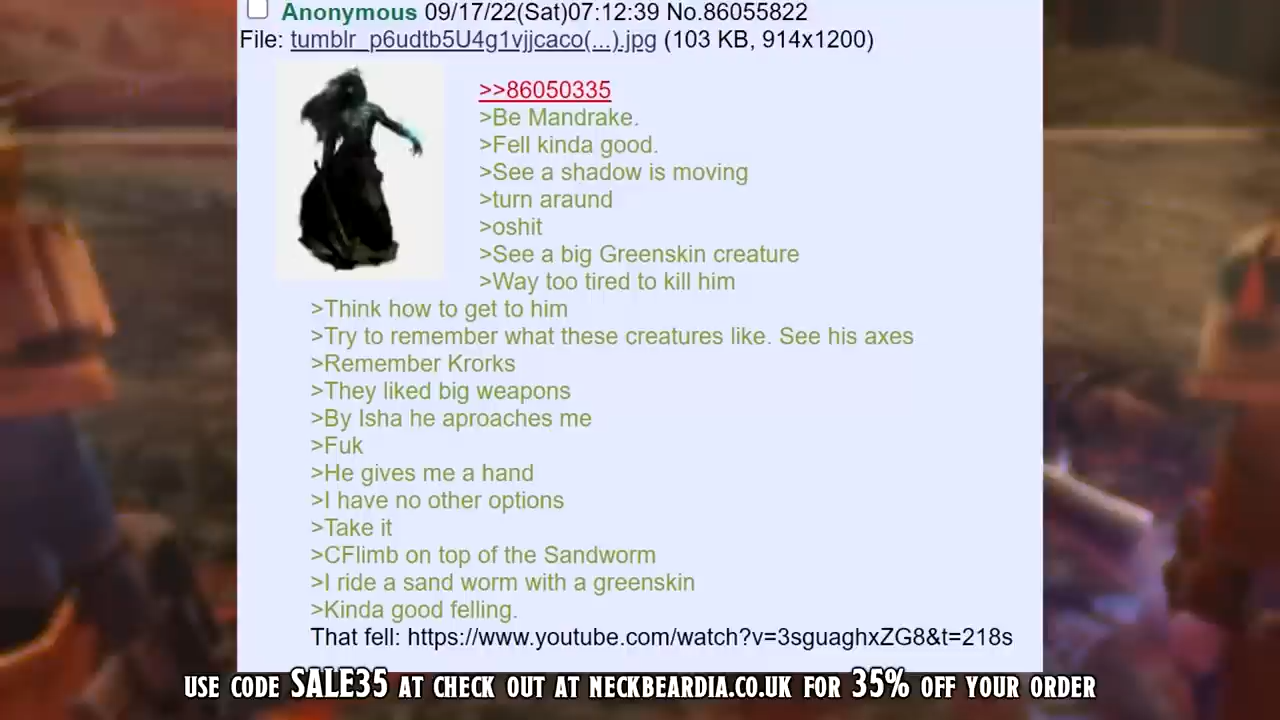 Anonymous 09/17/22(Sat)07:12:39 No.86055822
File: tumblr_p6udtb5U4g1vjjcaco(...).jpg (103 KB, 914x1200)
>>86050335
>Be Mandrake.
>Fell kinda good.
>See a shadow is moving
>turn araund
>oshit
>See a big Greenskin creature
>Way too tired to kill him
>Think how to get to him
>Try to remember what these creatures like. See his axes
>Remember Krorks
>They liked big weapons
>By Isha he aproaches me
>Fuk
>He gives me a hand
>I have no other options
>Take it
>CFlimb on top of the Sandworm
>I ride a sand worm with a greenskin
>Kinda good felling.
That fell: https://www.youtube.com/watch?v=3sguaghxZG8&t=218s
USE CODE SALE35 AT CHECK OUT AT NECKBEARDIA.CO.UK FOR 35% OFF YOUR ORDER